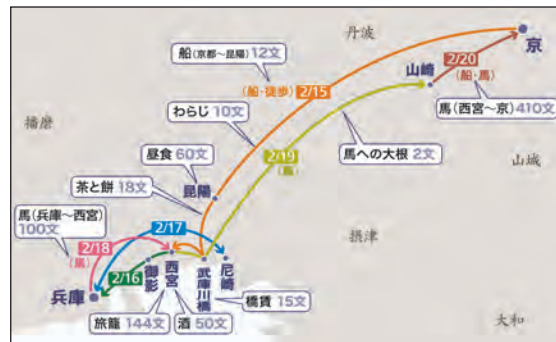 丹波
京
船(京都~昆陽)12文
2/20
(船・馬)
山崎
(船・徒歩)2/15
馬(西宮~京)410文
わらじ 10文
播磨
昼食 60文
2/19
(馬)
馬への大根 2文
山城
茶と餅 18文
昆陽
馬(兵庫~西宮)
100文
2/17
2/18
(馬)
摂津
2/16
御影
西宮
武庫川橋
尼崎
兵庫
橋賃 15文
旅籠 144文
酒 50文
大和